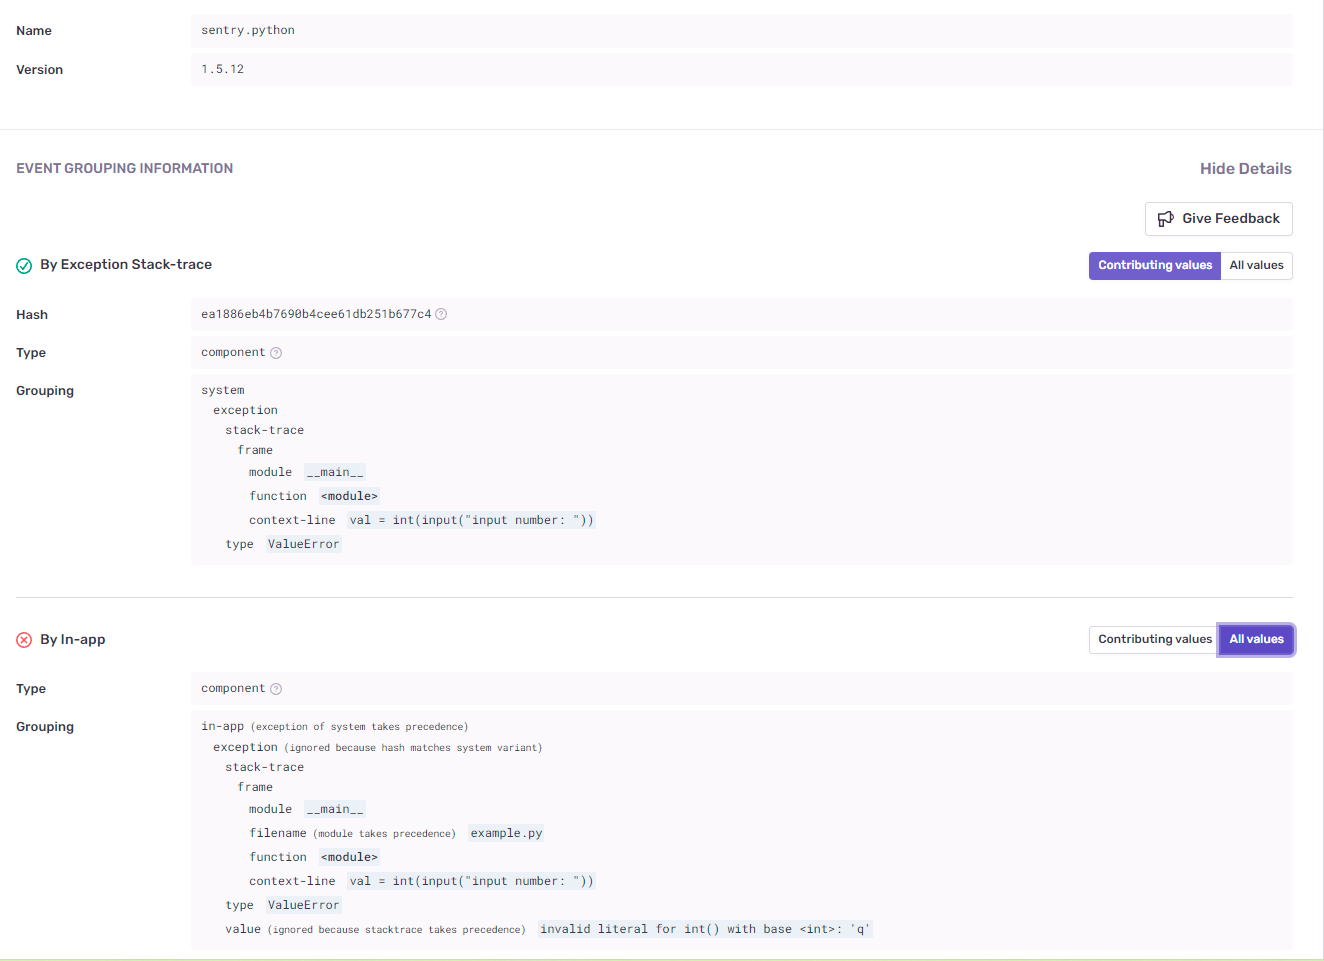 Name sentry.python
Version 1.5.12
EVENT GROUPING INFORMATION Hide Details
Give Feedback
By Exception Stack-trace Contributing values All values
Hash ea1886eb4b7690b4cee61db251b677c4
Type component
Grouping system
exception
stack-trace
frame
module __main__
function <module>
context-line val = int(input("input number: "))
type ValueError
By In-app Contributing values All values
Type component
Grouping in-app (exception of system takes precedence)
exception (ignored because hash matches system variant)
stack-trace
frame
module __main__
filename (module takes precedence) example.py
function <module>
context-line val = int(input("input number: "))
type ValueError
value (ignored because stacktrace takes precedence) invalid literal for int() with base <int>: 'q'